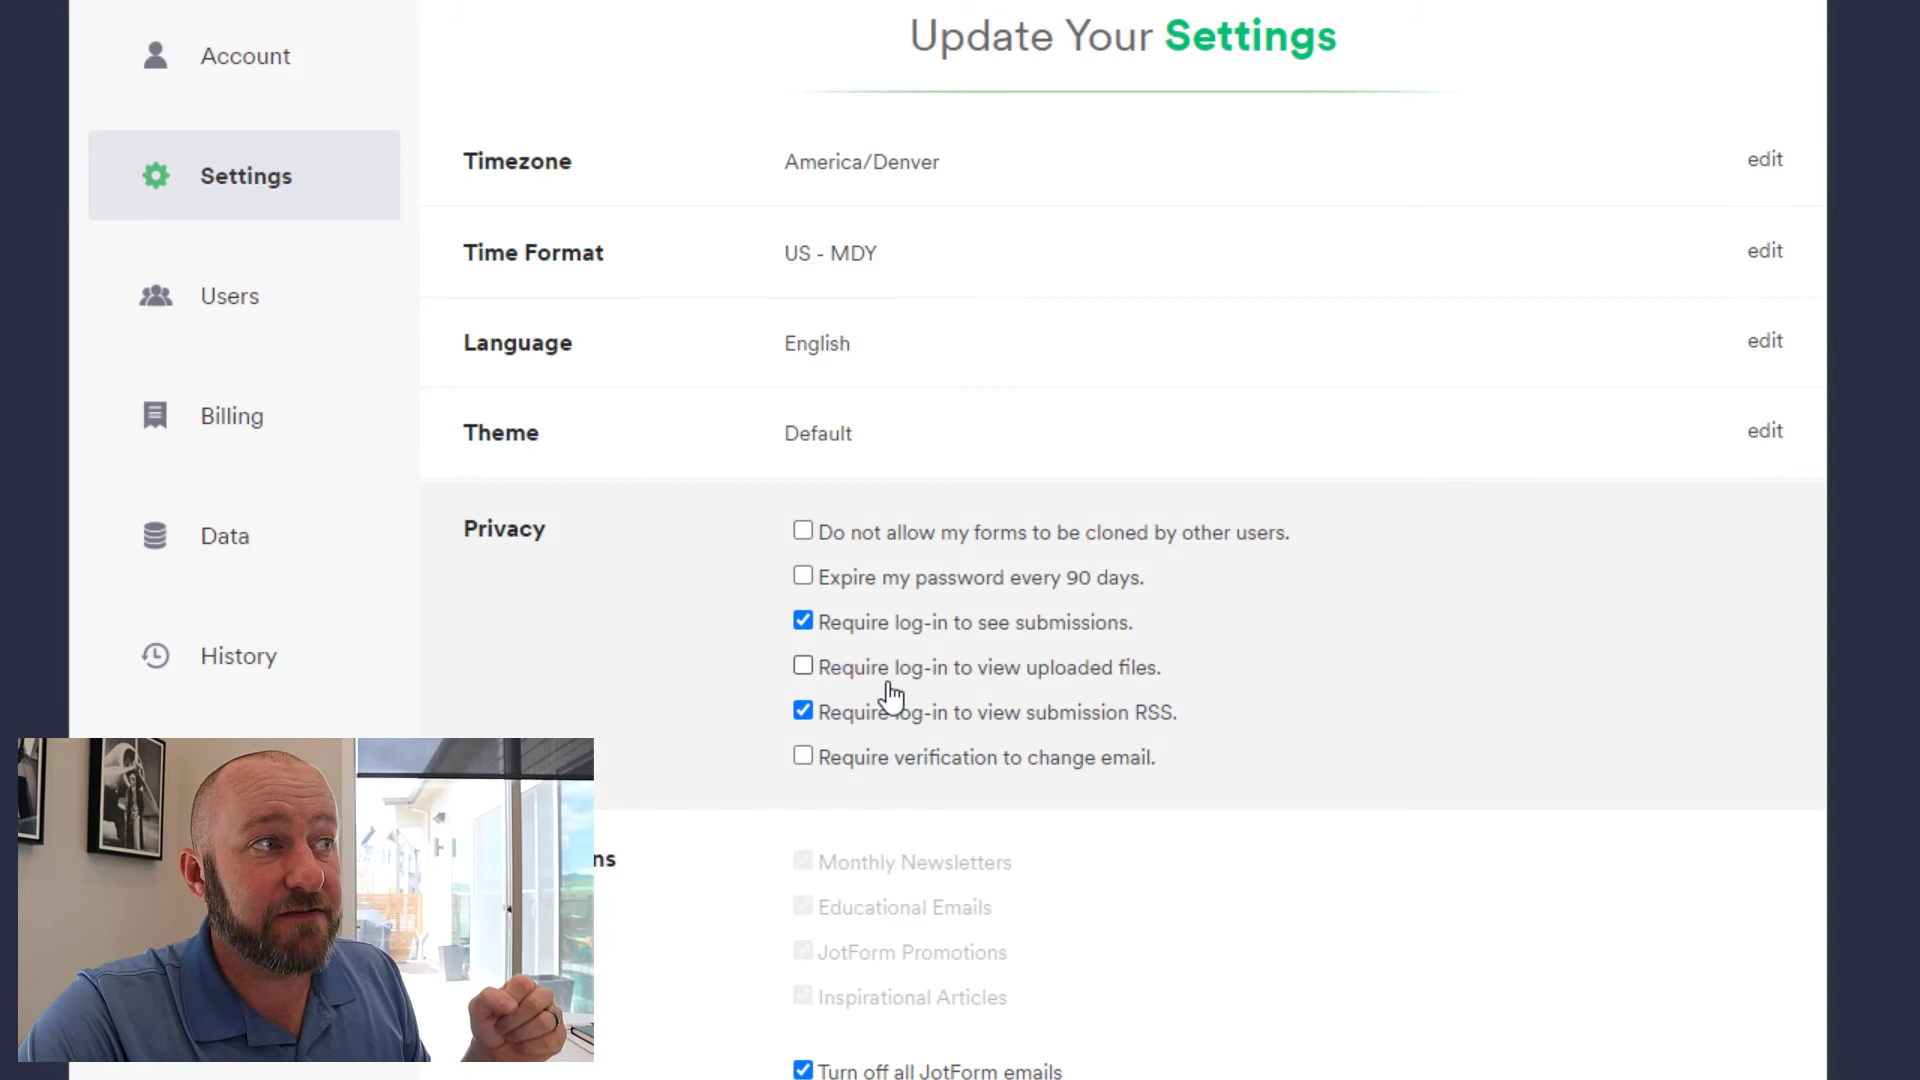 Update Your Settings
Account
Settings
Users
Billing
Data
History
Timezone America/Denver edit
Time Format US - MDY edit
Language English edit
Theme Default edit
Privacy
Do not allow my forms to be cloned by other users.
Expire my password every 90 days.
Require log-in to see submissions.
Require log-in to view uploaded files.
Require log-in to view submission RSS.
Require verification to change email.
ns
Monthly Newsletters
Educational Emails
JotForm Promotions
Inspirational Articles
Turn off all JotForm emails